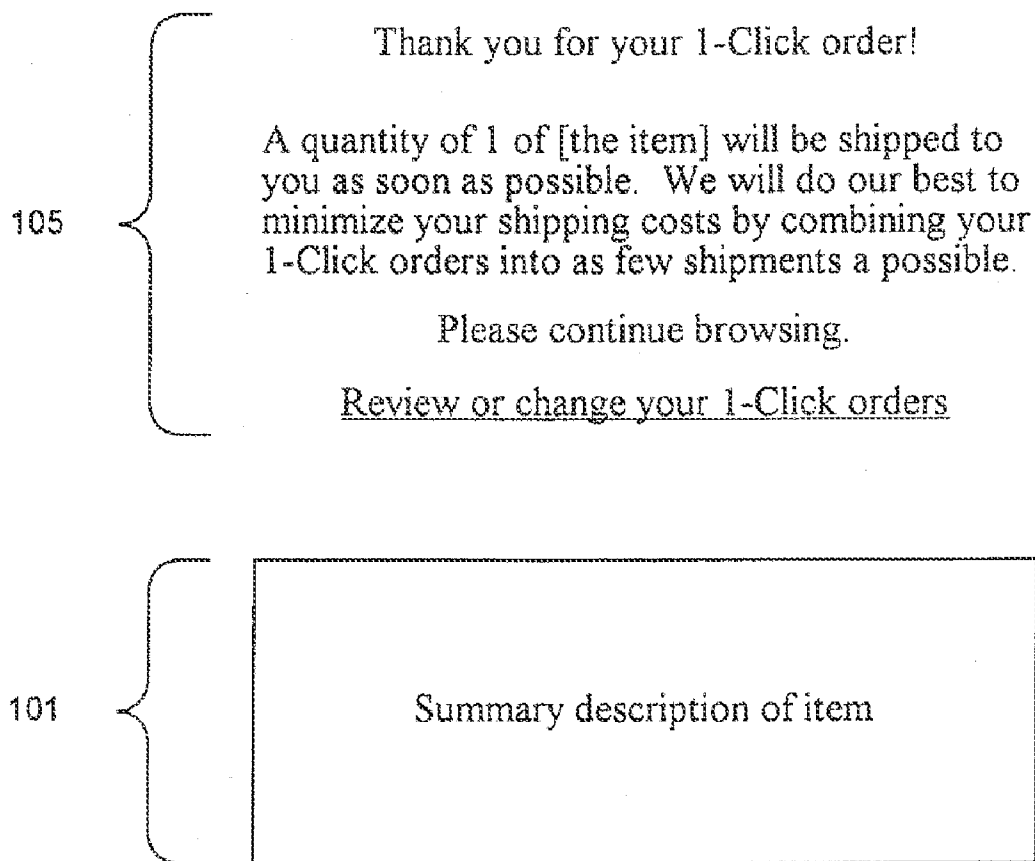 Thank you for your 1-Click order!
A quantity of 1 of [the item] will be shipped to
you as soon as possible. We will do our best to
105 minimize your shipping costs by combining your
1-Click orders into as few shipments a possible.
Please continue browsing.
Review or change your 1-Click orders
101 Summary description of item